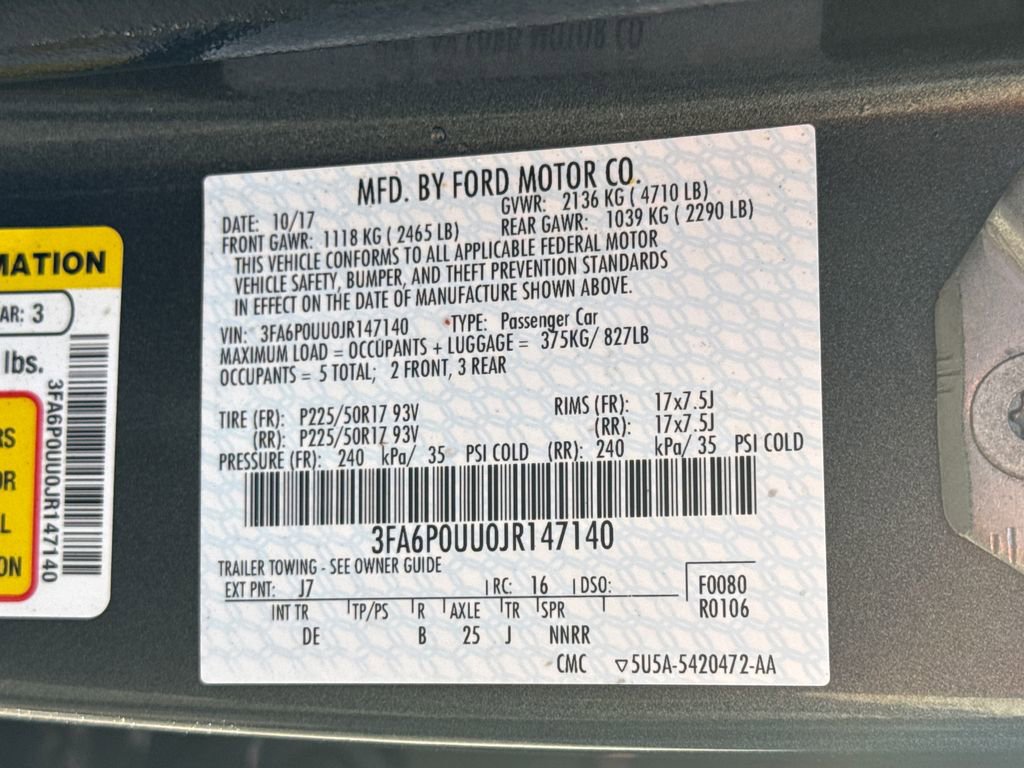 MFD. BY FORD MOTOR CO.
DATE: 10/17 GVWR: 2136 KG ( 4710 LB)
FRONT GAWR: 1118 KG ( 2465 LB) REAR GAWR: 1039 KG ( 2290 LB)
THIS VEHICLE CONFORMS TO ALL APPLICABLE FEDERAL MOTOR
VEHICLE SAFETY, BUMPER, AND THEFT PREVENTION STANDARDS
IN EFFECT ON THE DATE OF MANUFACTURE SHOWN ABOVE.
VIN: 3FA6P0UU0JR147140 TYPE: Passenger Car
MAXIMUM LOAD = OCCUPANTS + LUGGAGE = 375KG/ 827LB
OCCUPANTS = 5 TOTAL; 2 FRONT, 3 REAR
TIRE (FR): P225/50R17 93V RIMS (FR): 17x7.5J
(RR): P225/50R17 93V (RR): 17x7.5J
PRESSURE (FR): 240 kPa/ 35 PSI COLD (RR): 240 kPa/ 35 PSI COLD
3FA6P0UU0JR147140
TRAILER TOWING - SEE OWNER GUIDE
EXT PNT: J7 RC: 16 DSO: F0080
R0106
INT TR TP/PS R AXLE TR SPR
DE B 25 J NNRR
CMC ▽5U5A-5420472-AA
MATION
AR: 3
lbs.
3FA6P0UU0JR147140
RS
OR
L
ON